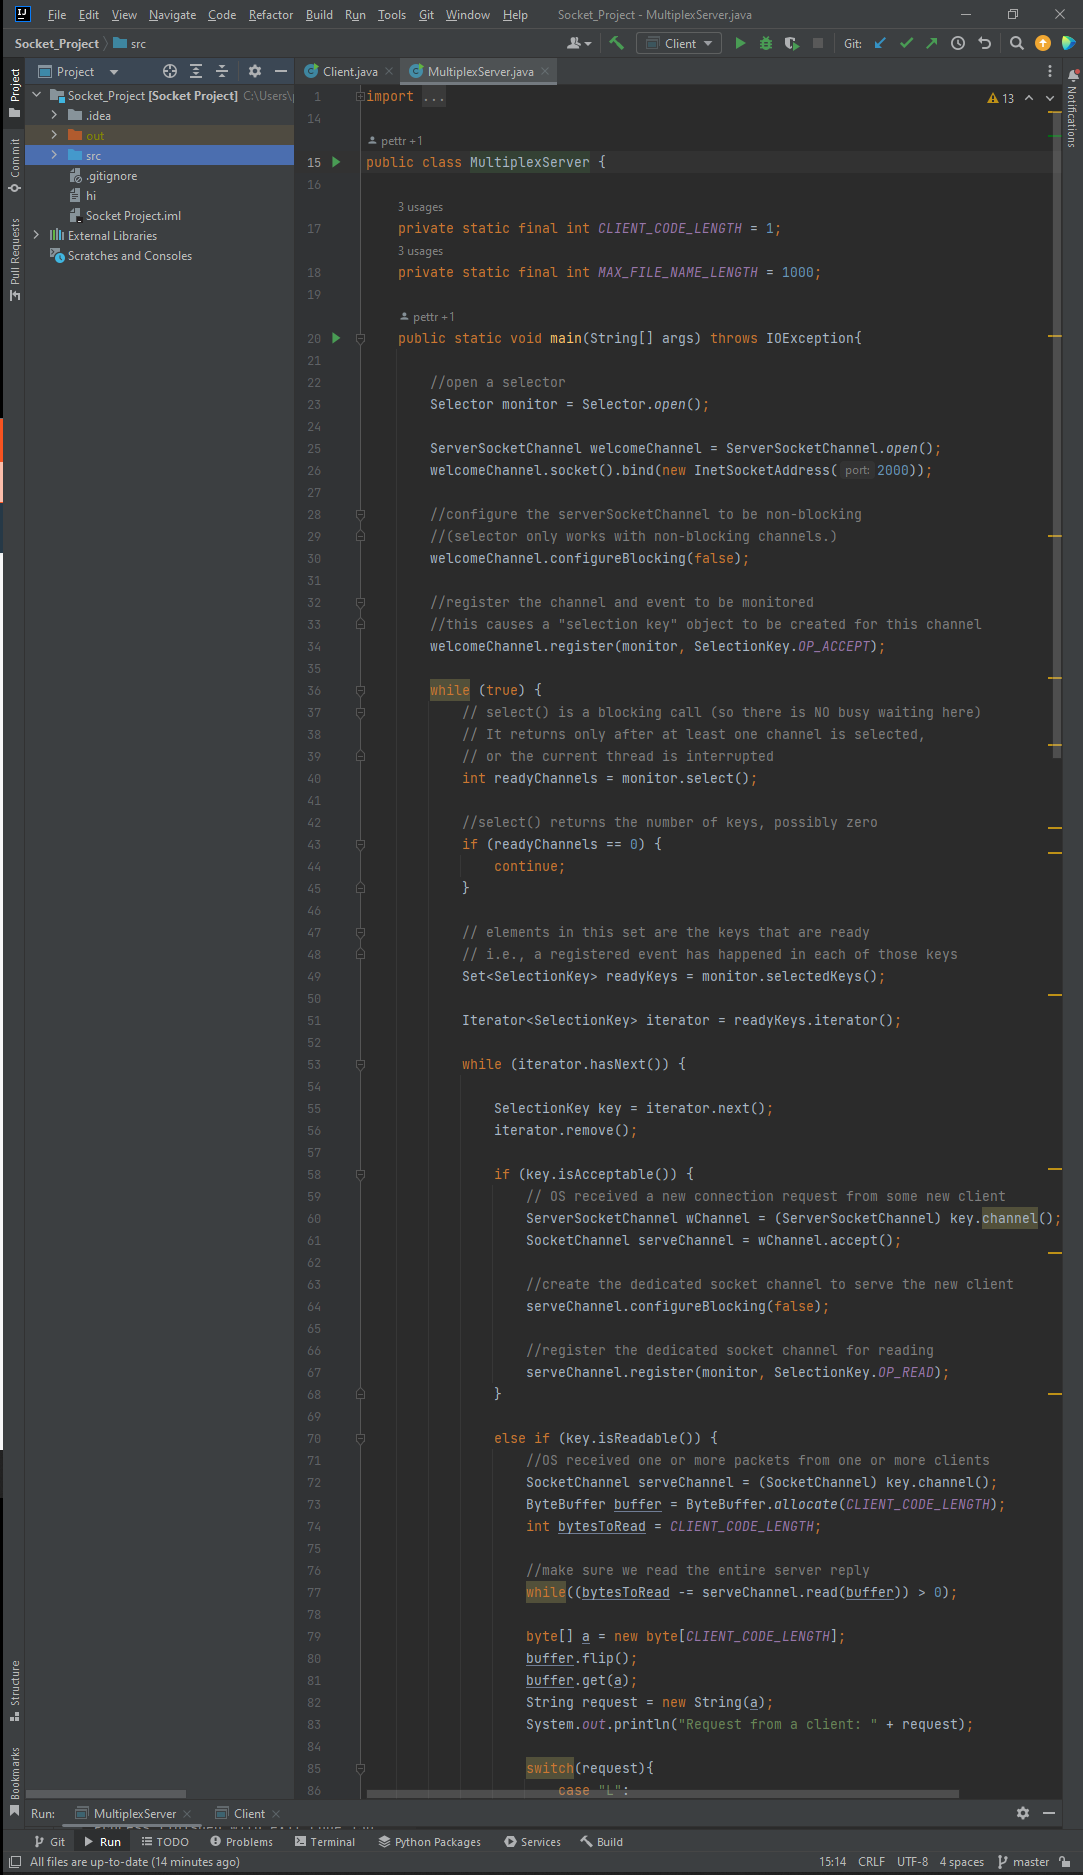 File Edit View Navigate Code Refactor Build Run Tools Git Window Help Socket_Project - MultiplexServer.java
Socket_Project src Client Git:
Project Client.java MultiplexServer.java
Socket_Project [Socket Project] C:\Users\
.idea
out
src
.gitignore
hi
Socket Project.iml
External Libraries
Scratches and Consoles
Project
Commit
Pull Requests
Structure
Bookmarks
Notifications
13
1 import ...
14
pettr +1
15 public class MultiplexServer {
16
3 usages
17 private static final int CLIENT_CODE_LENGTH = 1;
3 usages
18 private static final int MAX_FILE_NAME_LENGTH = 1000;
19
pettr +1
20 public static void main(String[] args) throws IOException{
21
22 //open a selector
23 Selector monitor = Selector.open();
24
25 ServerSocketChannel welcomeChannel = ServerSocketChannel.open();
26 welcomeChannel.socket().bind(new InetSocketAddress( port: 2000));
27
28 //configure the serverSocketChannel to be non-blocking
29 //(selector only works with non-blocking channels.)
30 welcomeChannel.configureBlocking(false);
31
32 //register the channel and event to be monitored
33 //this causes a "selection key" object to be created for this channel
34 welcomeChannel.register(monitor, SelectionKey.OP_ACCEPT);
35
36 while (true) {
37 // select() is a blocking call (so there is NO busy waiting here)
38 // It returns only after at least one channel is selected,
39 // or the current thread is interrupted
40 int readyChannels = monitor.select();
41
42 //select() returns the number of keys, possibly zero
43 if (readyChannels == 0) {
44 continue;
45 }
46
47 // elements in this set are the keys that are ready
48 // i.e., a registered event has happened in each of those keys
49 Set<SelectionKey> readyKeys = monitor.selectedKeys();
50
51 Iterator<SelectionKey> iterator = readyKeys.iterator();
52
53 while (iterator.hasNext()) {
54
55 SelectionKey key = iterator.next();
56 iterator.remove();
57
58 if (key.isAcceptable()) {
59 // OS received a new connection request from some new client
60 ServerSocketChannel wChannel = (ServerSocketChannel) key.channel();
61 SocketChannel serveChannel = wChannel.accept();
62
63 //create the dedicated socket channel to serve the new client
64 serveChannel.configureBlocking(false);
65
66 //register the dedicated socket channel for reading
67 serveChannel.register(monitor, SelectionKey.OP_READ);
68 }
69
70 else if (key.isReadable()) {
71 //OS received one or more packets from one or more clients
72 SocketChannel serveChannel = (SocketChannel) key.channel();
73 ByteBuffer buffer = ByteBuffer.allocate(CLIENT_CODE_LENGTH);
74 int bytesToRead = CLIENT_CODE_LENGTH;
75
76 //make sure we read the entire server reply
77 while((bytesToRead -= serveChannel.read(buffer)) > 0);
78
79 byte[] a = new byte[CLIENT_CODE_LENGTH];
80 buffer.flip();
81 buffer.get(a);
82 String request = new String(a);
83 System.out.println("Request from a client: " + request);
84
85 switch(request){
86 case "L":
Run: MultiplexServer Client
Git Run TODO Problems Terminal Python Packages Services Build
All files are up-to-date (14 minutes ago) 15:14 CRLF UTF-8 4 spaces master